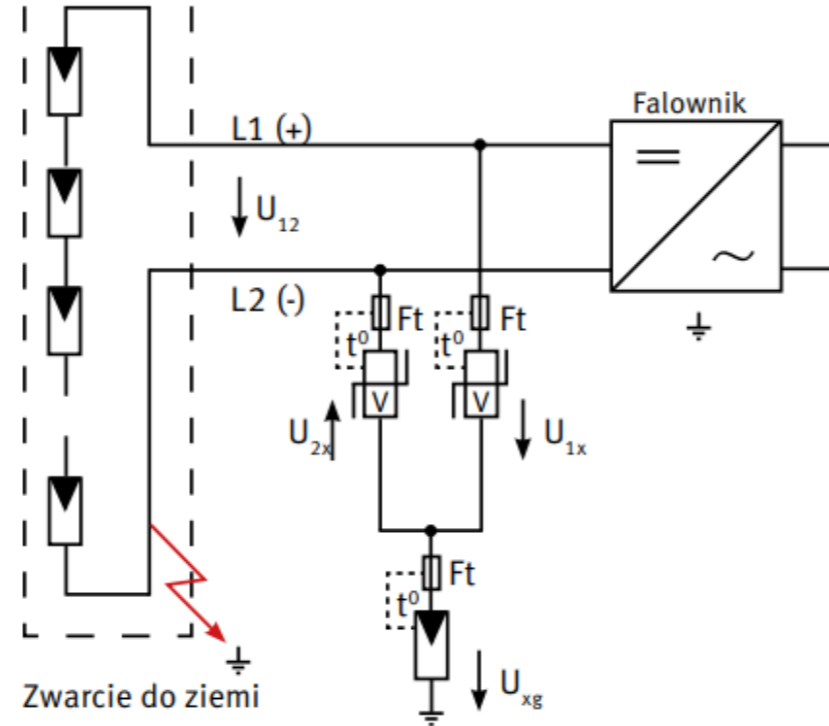 Falownik
L1 (+)
U12
L2 (-)
Ft
Ft
t⁰
t⁰
V
V
U2x
U1x
Ft
t⁰
Uxg
Zwarcie do ziemi